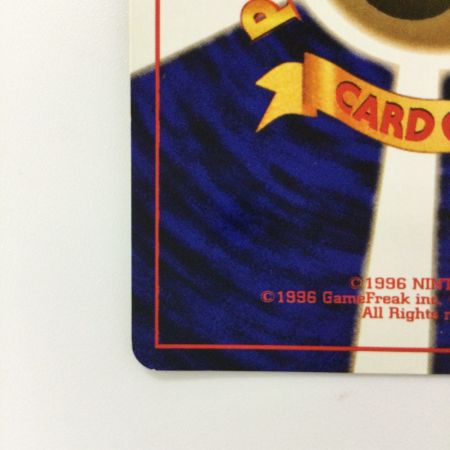 P
CARD
©1996 NINT
©1996 GameFreak inc.
All Rights r